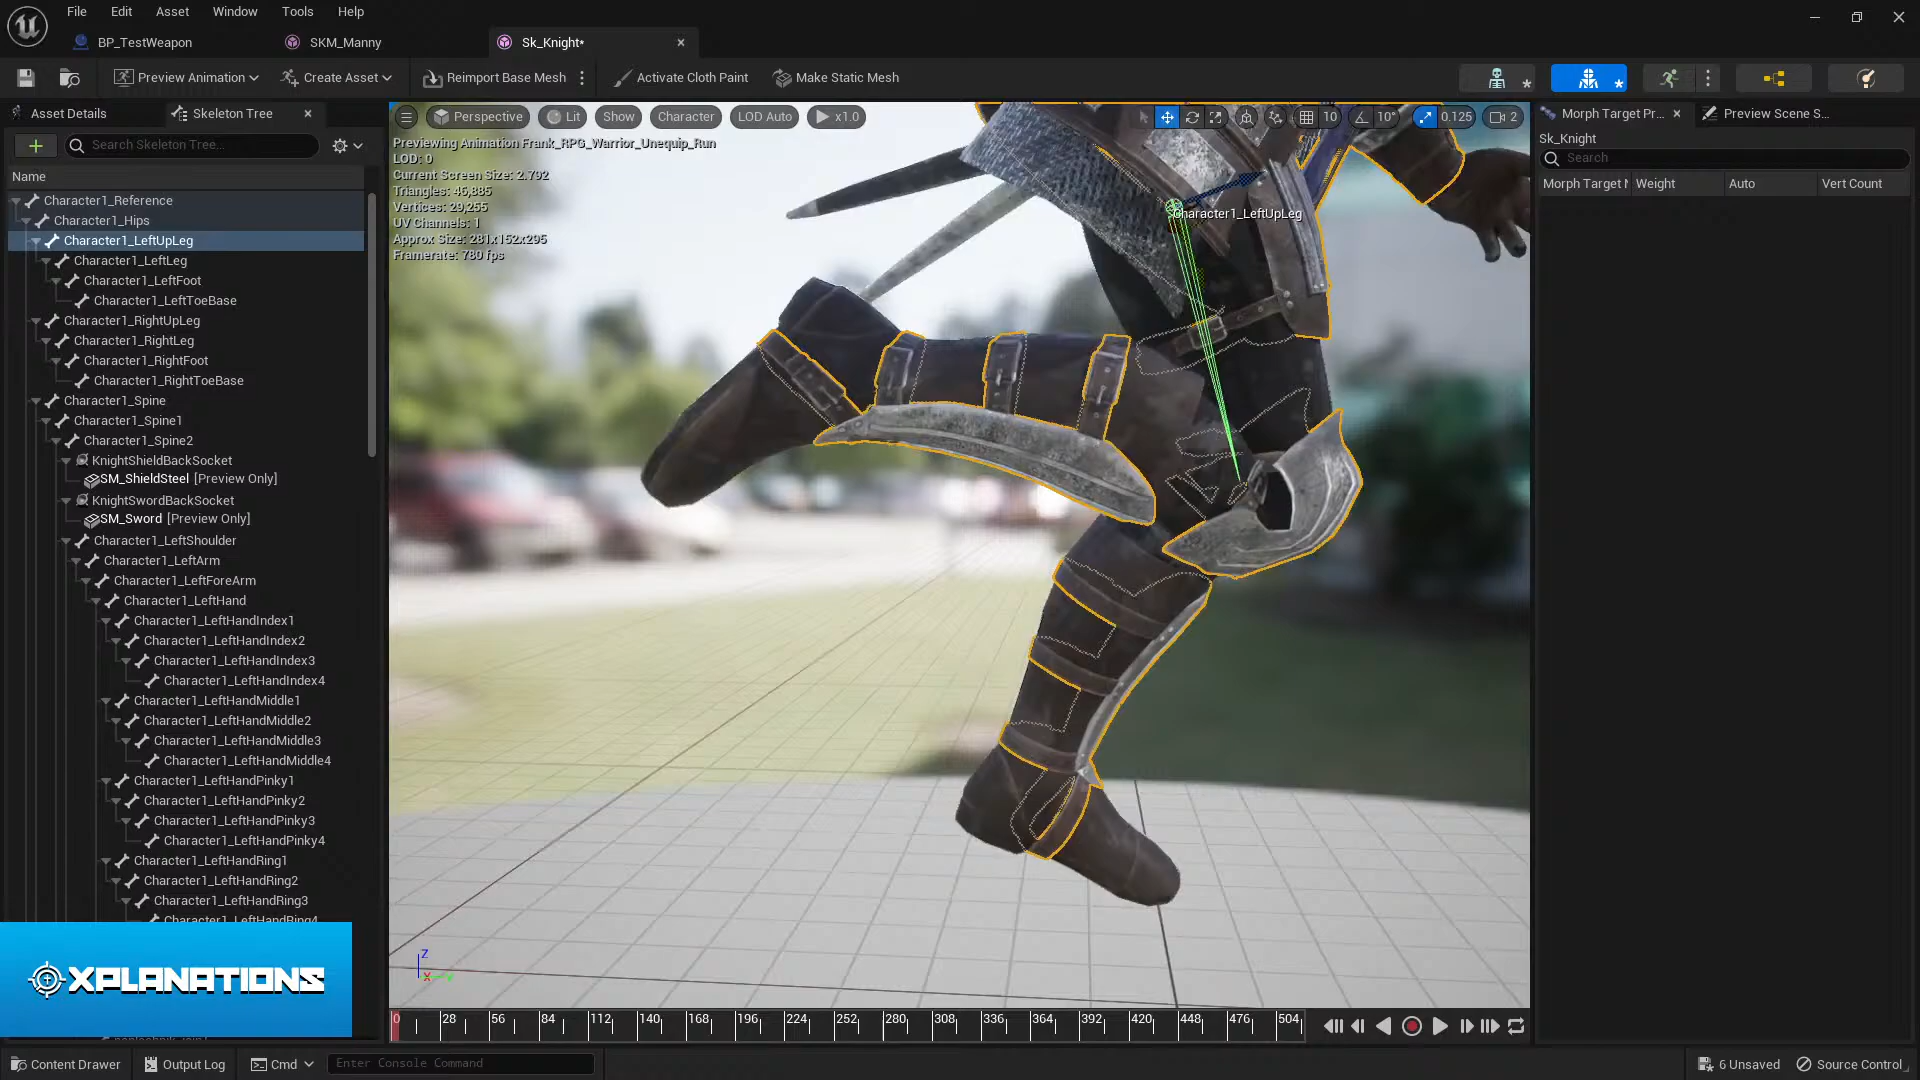 File Edit Asset Window Tools Help
BP_TestWeapon SKM_Manny Sk_Knight*
Preview Animation Create Asset Reimport Base Mesh Activate Cloth Paint Make Static Mesh
Asset Details Skeleton Tree
Search Skeleton Tree...
Name
Character1_Reference
Character1_Hips
Character1_LeftUpLeg
Character1_LeftLeg
Character1_LeftFoot
Character1_LeftToeBase
Character1_RightUpLeg
Character1_RightLeg
Character1_RightFoot
Character1_RightToeBase
Character1_Spine
Character1_Spine1
Character1_Spine2
KnightShieldBackSocket
SM_ShieldSteel [Preview Only]
KnightSwordBackSocket
SM_Sword [Preview Only]
Character1_LeftShoulder
Character1_LeftArm
Character1_LeftForeArm
Character1_LeftHand
Character1_LeftHandIndex1
Character1_LeftHandIndex2
Character1_LeftHandIndex3
Character1_LeftHandIndex4
Character1_LeftHandMiddle1
Character1_LeftHandMiddle2
Character1_LeftHandMiddle3
Character1_LeftHandMiddle4
Character1_LeftHandPinky1
Character1_LeftHandPinky2
Character1_LeftHandPinky3
Character1_LeftHandPinky4
Character1_LeftHandRing1
Character1_LeftHandRing2
Character1_LeftHandRing3
Character1_LeftHandRing4
XPLANATIONS
Perspective Lit Show Character LOD Auto x1.0 10 10° 0.125 2
Previewing Animation Frank_RPG_Warrior_Unequip_Run
LOD: 0
Current Screen Size: 2.792
Triangles: 45,885
Vertices: 29,255
UV Channels: 1
Approx Size: 281x152x295
Framerate: 780 fps
Character1_LeftUpLeg
Z
X Y
0 28 56 84 112 140 168 196 224 252 280 308 336 364 392 420 448 476 504
Morph Target Pr... Preview Scene S...
Sk_Knight
Search
Morph Target Weight Auto Vert Count
Content Drawer Output Log Cmd Enter Console Command 6 Unsaved Source Control